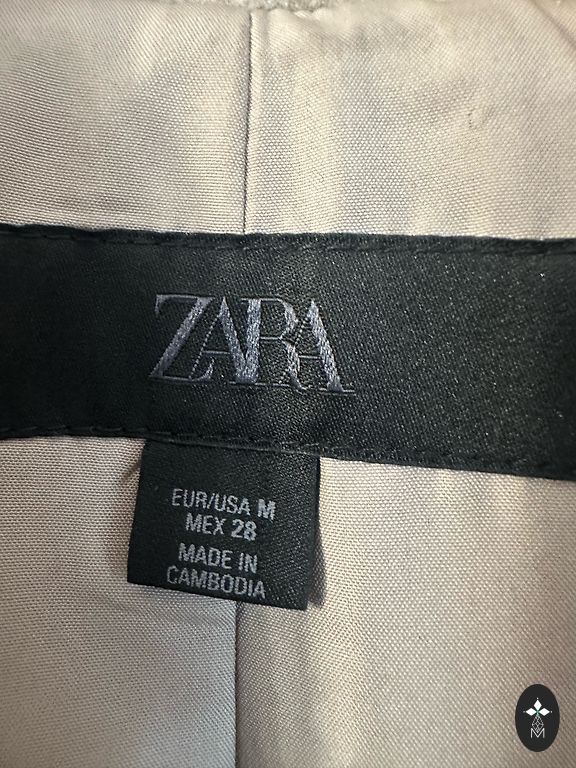 ZARA
EUR/USA M
MEX 28
MADE IN
CAMBODIA
M